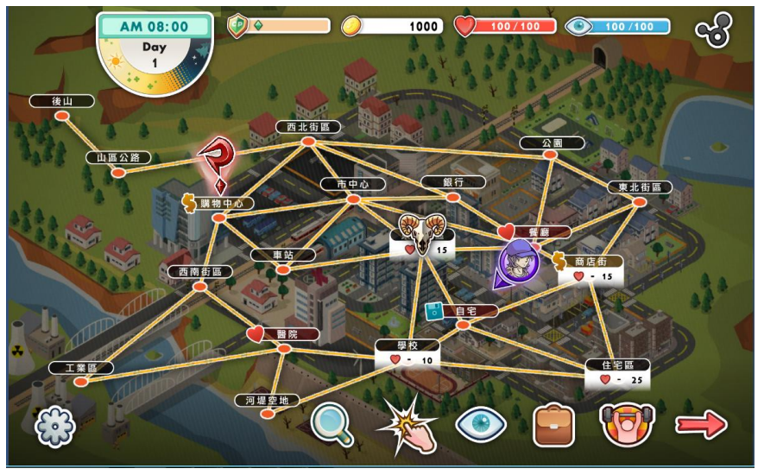 AM 08:00
Day
1
1000
100/100
100/100
後山
山區公路
西北街區
公園
市中心
銀行
東北街區
$ 購物中心
餐廳
15
車站
$ 商店街
- 15
西南街區
自宅
醫院
學校
- 10
工業區
住宅區
- 25
河堤空地